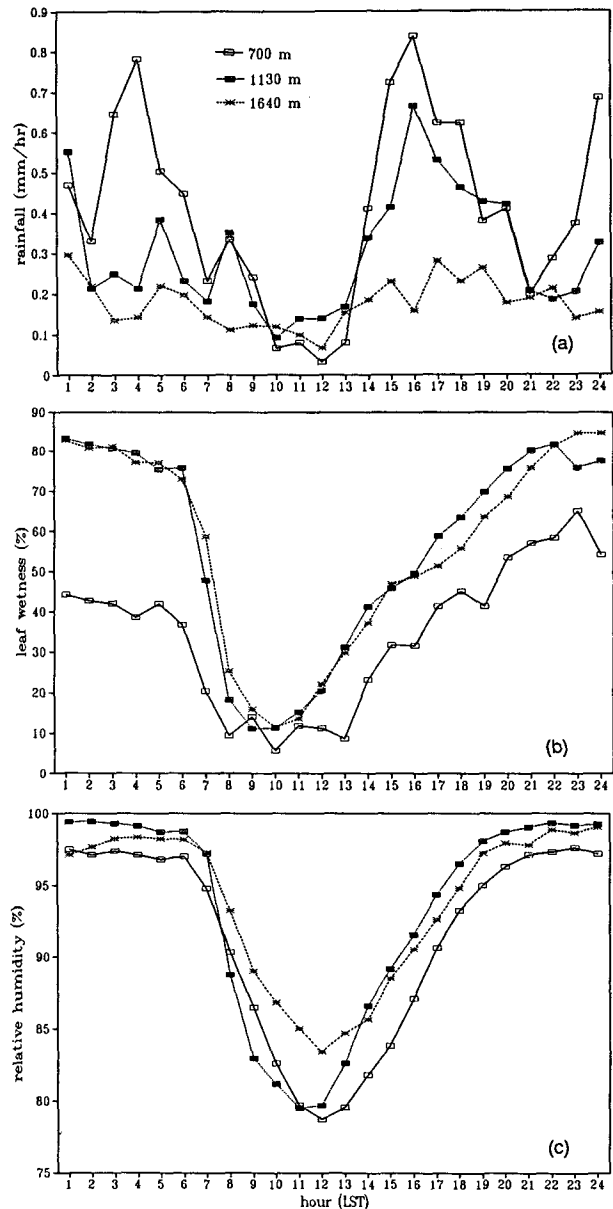 0.9
0.8
0.7
0.6
0.5
0.4
0.3
0.2
0.1
0
rainfall (mm/hr)
700 m
1130 m
1640 m
(a)
1 2 3 4 5 6 7 8 9 10 11 12 13 14 15 16 17 18 19 20 21 22 23 24
90
80
70
60
50
40
30
20
10
0
leaf wetness (%)
(b)
1 2 3 4 5 6 7 8 9 10 11 12 13 14 15 16 17 18 19 20 21 22 23 24
100
95
90
85
80
75
relative humidity (%)
(c)
1 2 3 4 5 6 7 8 9 10 11 12 13 14 15 16 17 18 19 20 21 22 23 24
hour (LST)